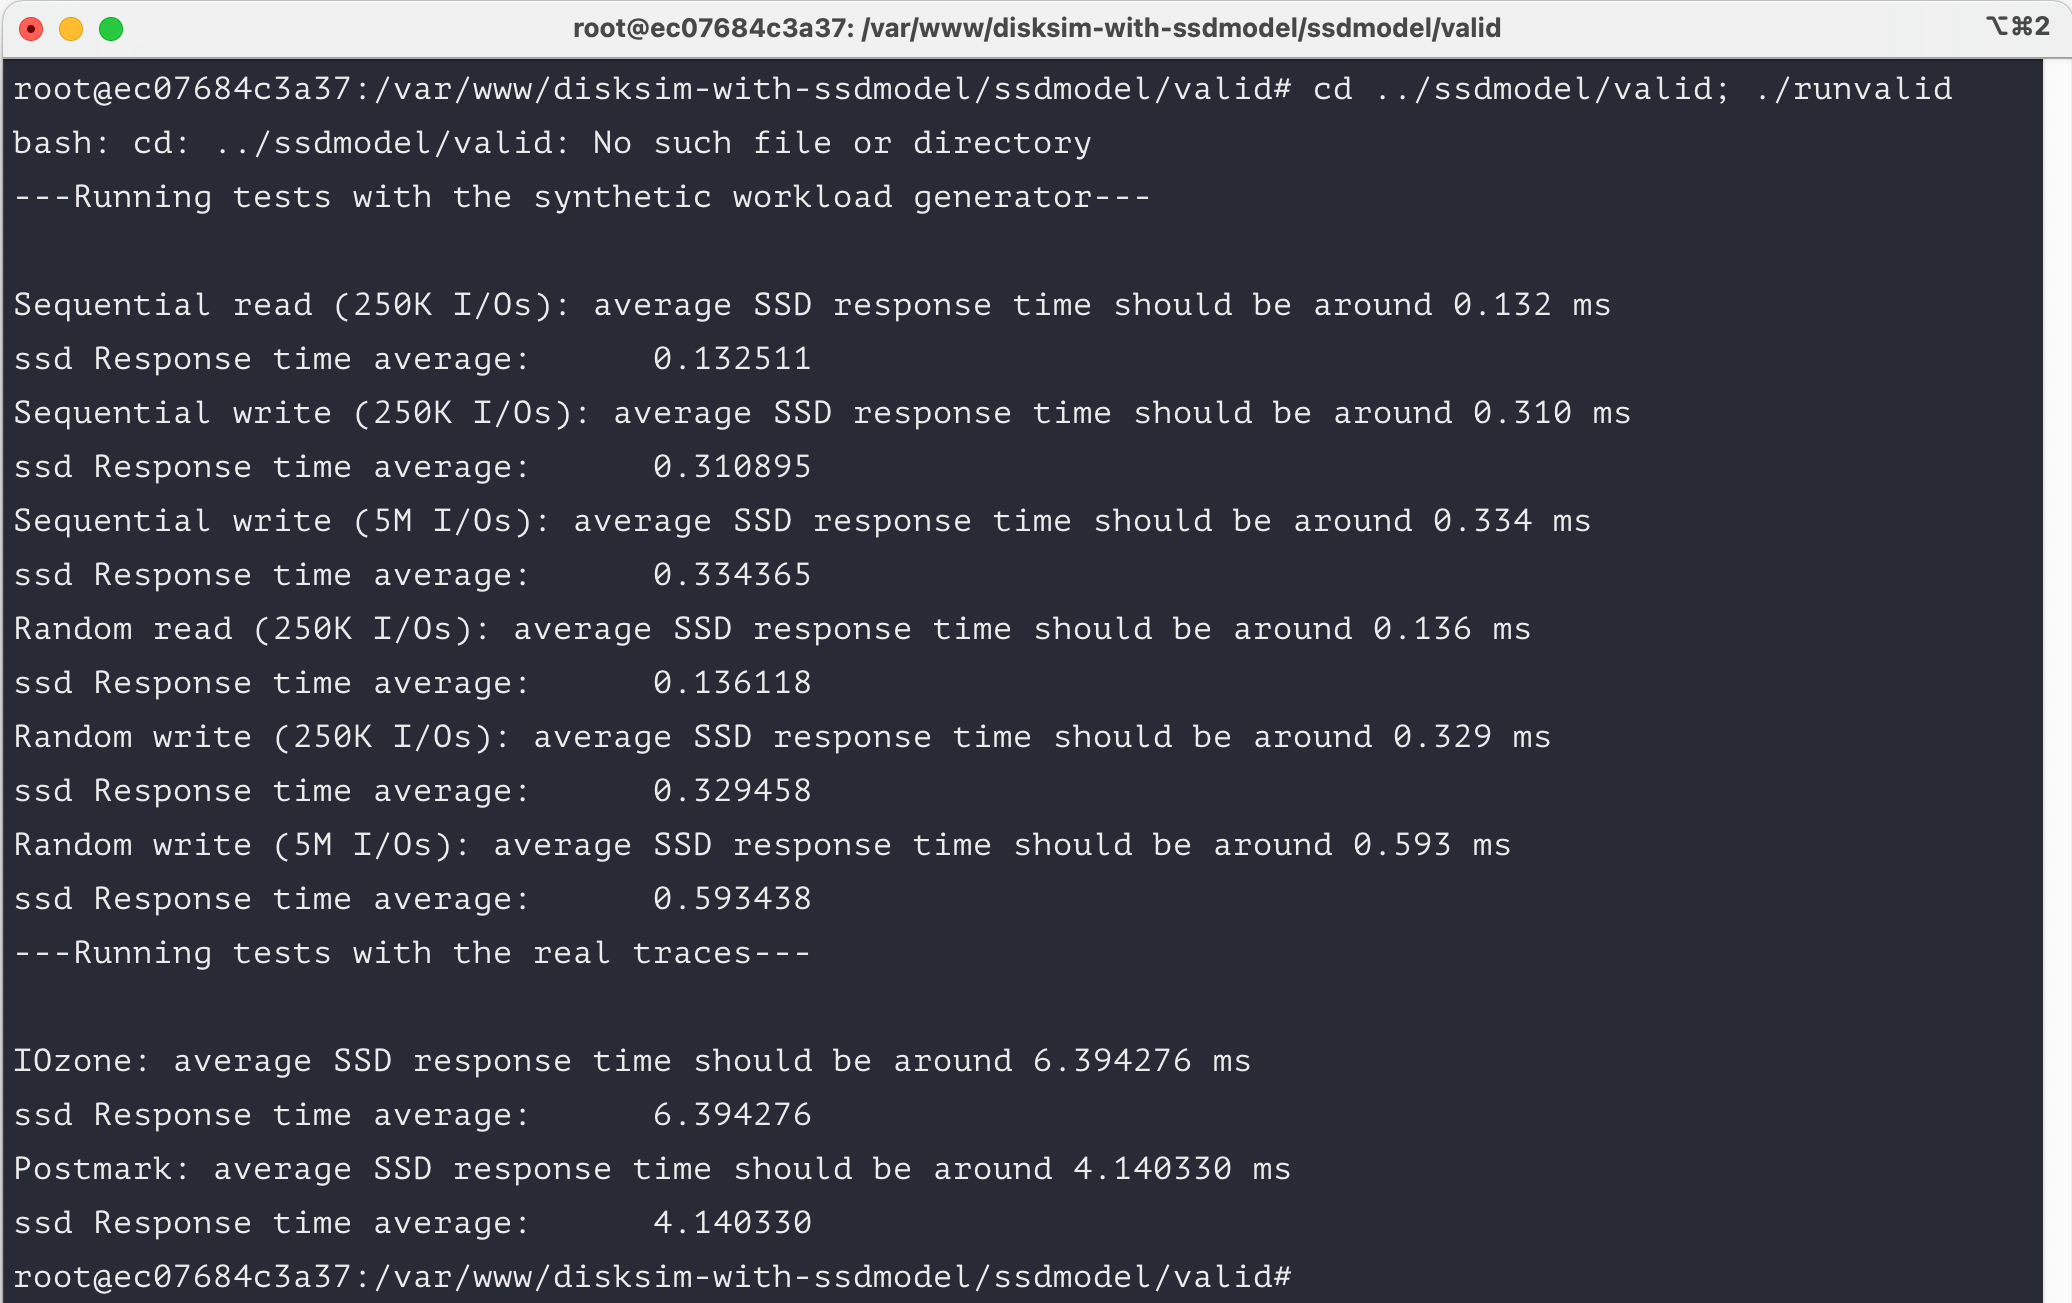 root@ec07684c3a37: /var/www/disksim-with-ssdmodel/ssdmodel/valid
⌥⌘2
root@ec07684c3a37:/var/www/disksim-with-ssdmodel/ssdmodel/valid# cd ../ssdmodel/valid; ./runvalid
bash: cd: ../ssdmodel/valid: No such file or directory
---Running tests with the synthetic workload generator---
Sequential read (250K I/Os): average SSD response time should be around 0.132 ms
ssd Response time average:      0.132511
Sequential write (250K I/Os): average SSD response time should be around 0.310 ms
ssd Response time average:      0.310895
Sequential write (5M I/Os): average SSD response time should be around 0.334 ms
ssd Response time average:      0.334365
Random read (250K I/Os): average SSD response time should be around 0.136 ms
ssd Response time average:      0.136118
Random write (250K I/Os): average SSD response time should be around 0.329 ms
ssd Response time average:      0.329458
Random write (5M I/Os): average SSD response time should be around 0.593 ms
ssd Response time average:      0.593438
---Running tests with the real traces---
IOzone: average SSD response time should be around 6.394276 ms
ssd Response time average:      6.394276
Postmark: average SSD response time should be around 4.140330 ms
ssd Response time average:      4.140330
root@ec07684c3a37:/var/www/disksim-with-ssdmodel/ssdmodel/valid#